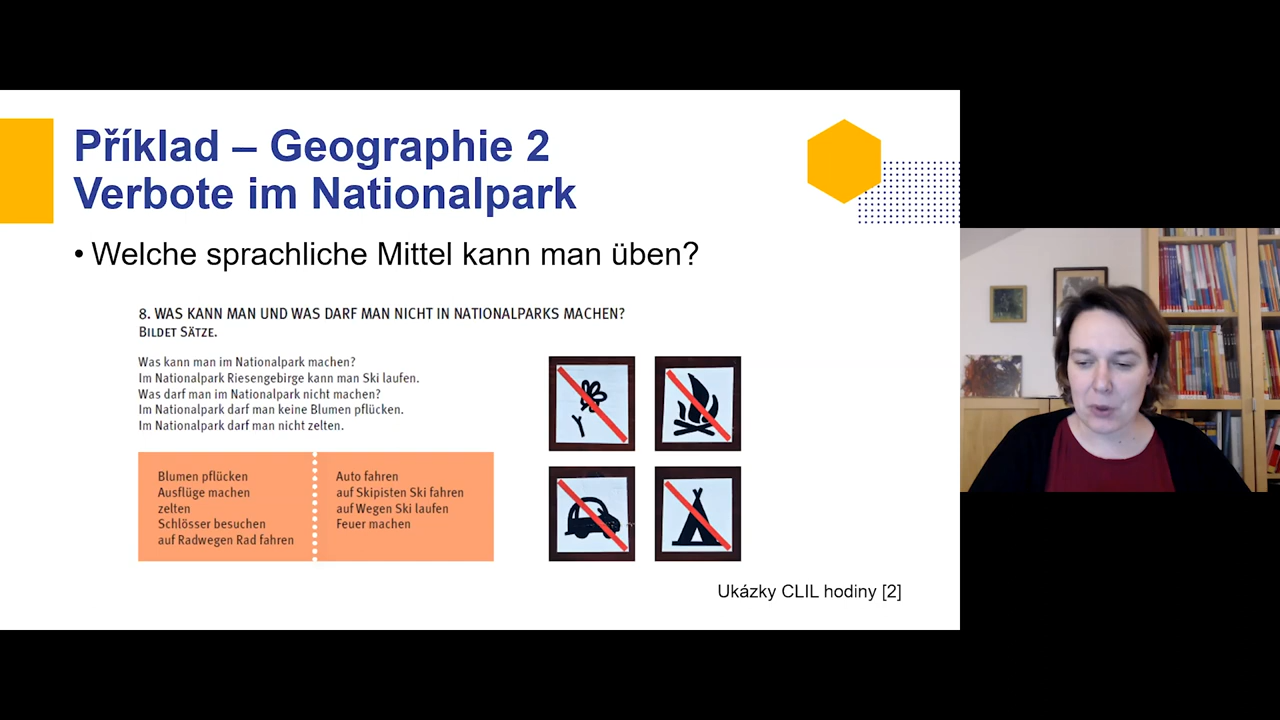 Příklad – Geographie 2
Verbote im Nationalpark
• Welche sprachliche Mittel kann man üben?
8. WAS KANN MAN UND WAS DARF MAN NICHT IN NATIONALPARKS MACHEN?
BILDET SÄTZE.
Was kann man im Nationalpark machen?
Im Nationalpark Riesengebirge kann man Ski laufen.
Was darf man im Nationalpark nicht machen?
Im Nationalpark darf man keine Blumen pflücken.
Im Nationalpark darf man nicht zelten.
Blumen pflücken
Ausflüge machen
zelten
Schlösser besuchen
auf Radwegen Rad fahren
Auto fahren
auf Skipisten Ski fahren
auf Wegen Ski laufen
Feuer machen
Ukázky CLIL hodiny [2]